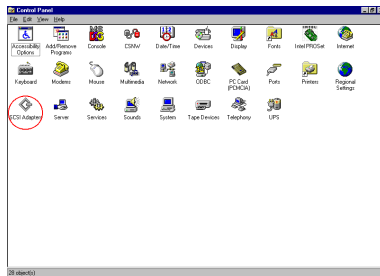 Control Panel
File Edit View Help
Accessibility Options
Add/Remove Programs
Console
CSNW
Date/Time
Devices
Display
Fonts
Intel PROSet
Internet
Keyboard
Modems
Mouse
Multimedia
Network
ODBC
PC Card (PCMCIA)
Ports
Printers
Regional Settings
SCSI Adapters
Server
Services
Sounds
System
Tape Devices
Telephony
UPS
28 object(s)